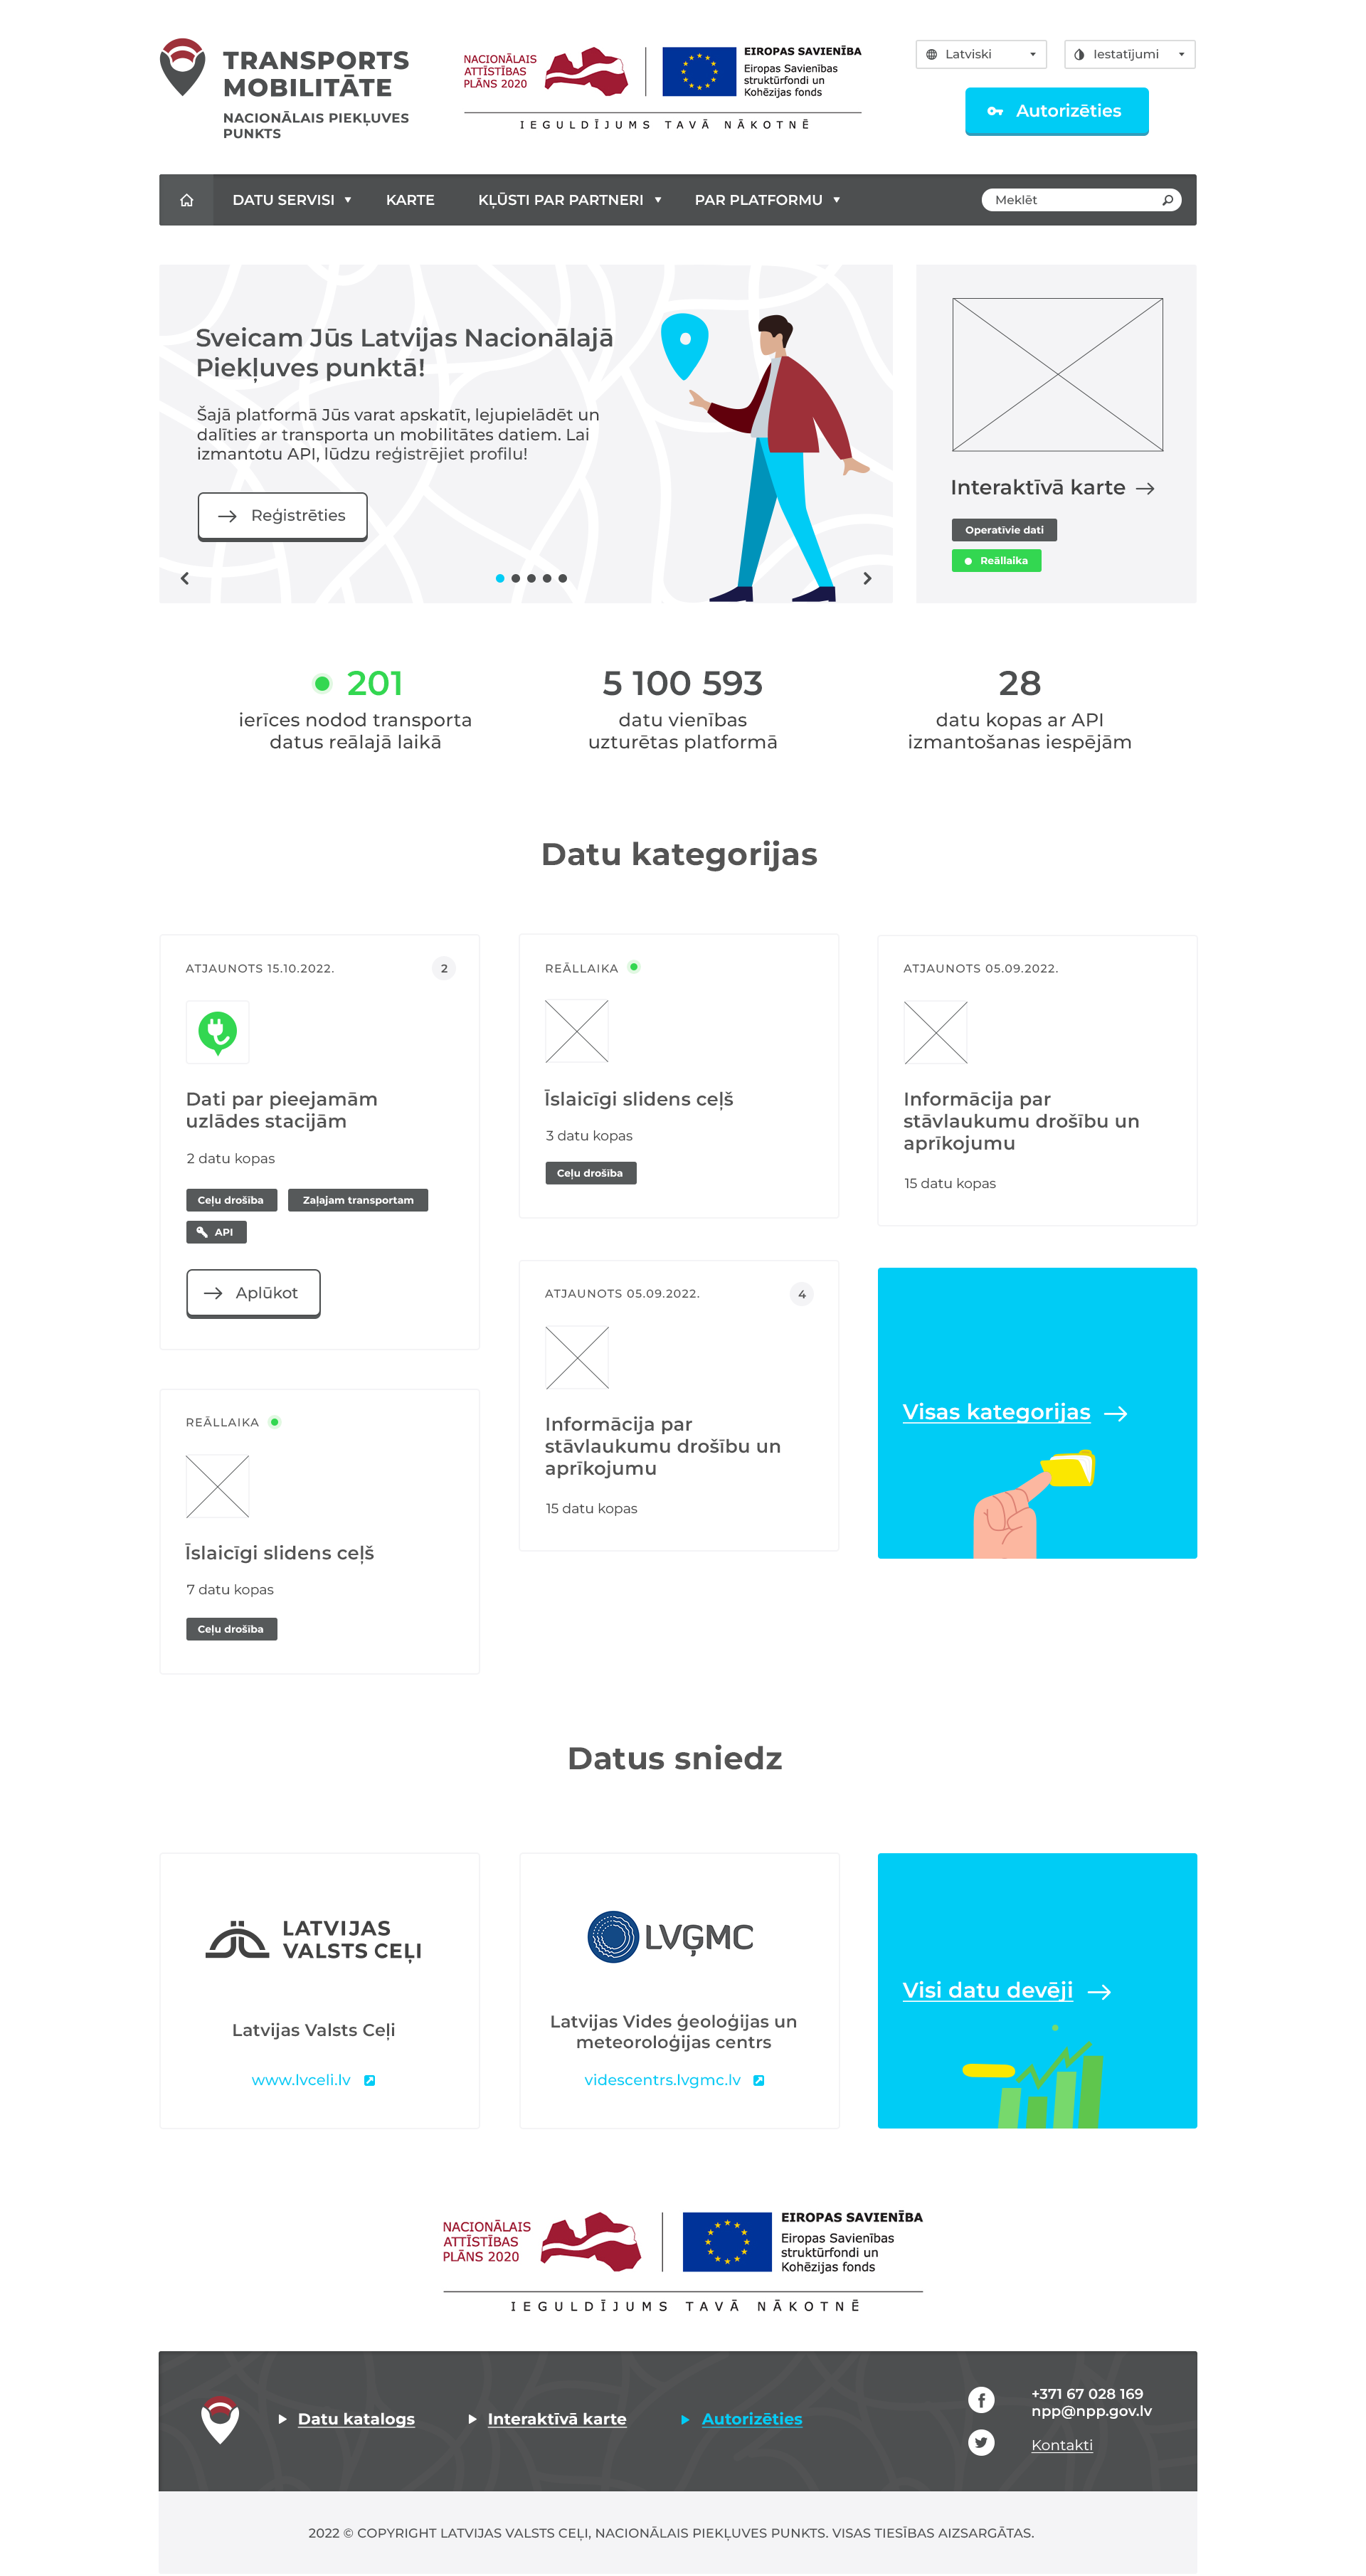 TRANSPORTS
MOBILITĀTE
NACIONĀLAIS PIEKĻUVES
PUNKTS
NACIONĀLAIS
ATTĪSTĪBAS
PLĀNS 2020
EIROPAS SAVIENĪBA
Eiropas Savienības
struktūrfondi un
Kohēzijas fonds
IEGULDĪJUMS TAVĀ NĀKOTNĒ
Latviski
Iestatījumi
Autorizēties
DATU SERVISI
KARTE
KĻŪSTI PAR PARTNERI
PAR PLATFORMU
Meklēt
Sveicam Jūs Latvijas Nacionālajā
Piekļuves punktā!
Šajā platformā Jūs varat apskatīt, lejupielādēt un
dalīties ar transporta un mobilitātes datiem. Lai
izmantotu API, lūdzu reģistrējiet profilu!
Reģistrēties
Interaktīvā karte
Operatīvie dati
Reāllaika
201
ierīces nodod transporta
datus reālajā laikā
5 100 593
datu vienības
uzturētas platformā
28
datu kopas ar API
izmantošanas iespējām
Datu kategorijas
ATJAUNOTS 15.10.2022.
2
Dati par pieejamām
uzlādes stacijām
2 datu kopas
Ceļu drošība
Zaļajam transportam
API
Aplūkot
REĀLLAIKA
Īslaicīgi slidens ceļš
3 datu kopas
Ceļu drošība
ATJAUNOTS 05.09.2022.
Informācija par
stāvlaukumu drošību un
aprīkojumu
15 datu kopas
REĀLLAIKA
Īslaicīgi slidens ceļš
7 datu kopas
Ceļu drošība
ATJAUNOTS 05.09.2022.
4
Informācija par
stāvlaukumu drošību un
aprīkojumu
15 datu kopas
Visas kategorijas
Datus sniedz
LATVIJAS
VALSTS CEĻI
Latvijas Valsts Ceļi
www.lvceli.lv
LVĢMC
Latvijas Vides ģeoloģijas un
meteoroloģijas centrs
videscentrs.lvgmc.lv
Visi datu devēji
NACIONĀLAIS
ATTĪSTĪBAS
PLĀNS 2020
EIROPAS SAVIENĪBA
Eiropas Savienības
struktūrfondi un
Kohēzijas fonds
IEGULDĪJUMS TAVĀ NĀKOTNĒ
Datu katalogs
Interaktīvā karte
Autorizēties
+371 67 028 169
npp@npp.gov.lv
Kontakti
2022 © COPYRIGHT LATVIJAS VALSTS CEĻI, NACIONĀLAIS PIEKĻUVES PUNKTS. VISAS TIESĪBAS AIZSARGĀTAS.